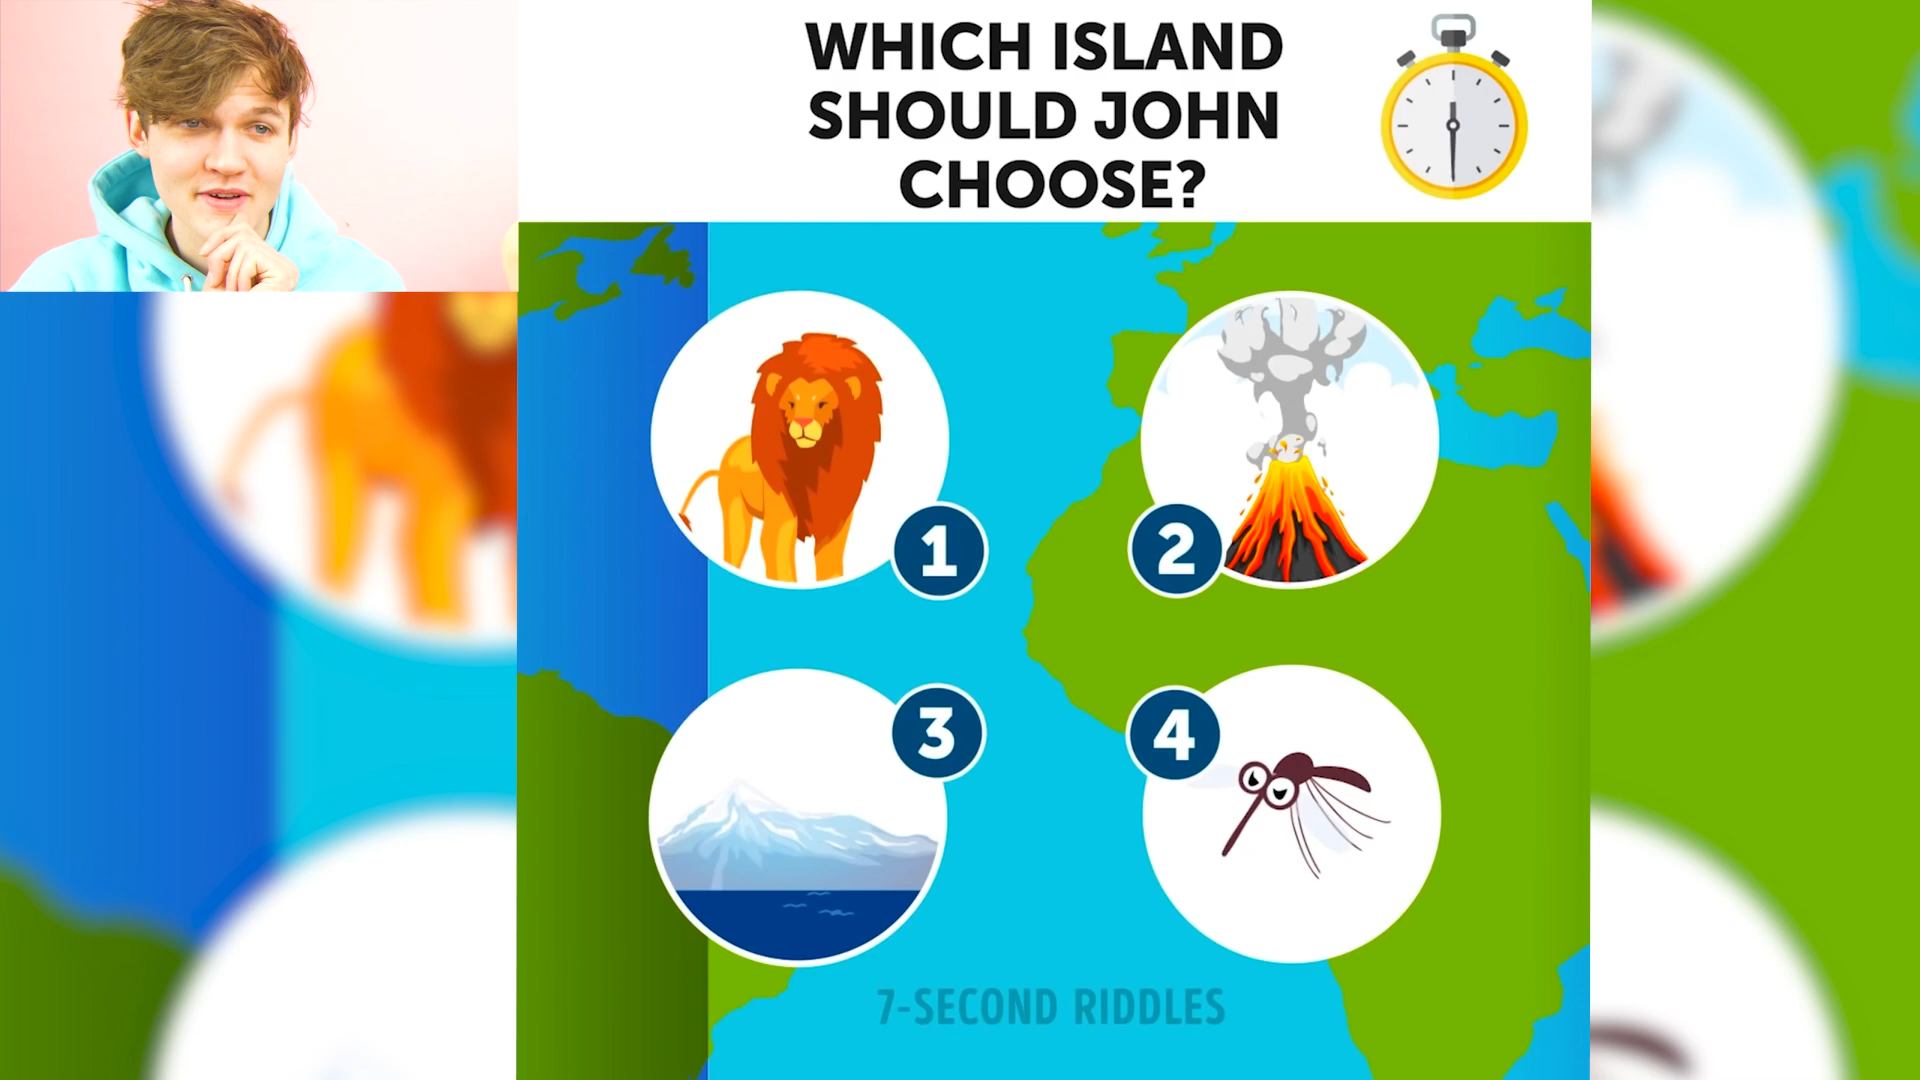 WHICH ISLAND
SHOULD JOHN
CHOOSE?
1
2
3
4
7-SECOND RIDDLES